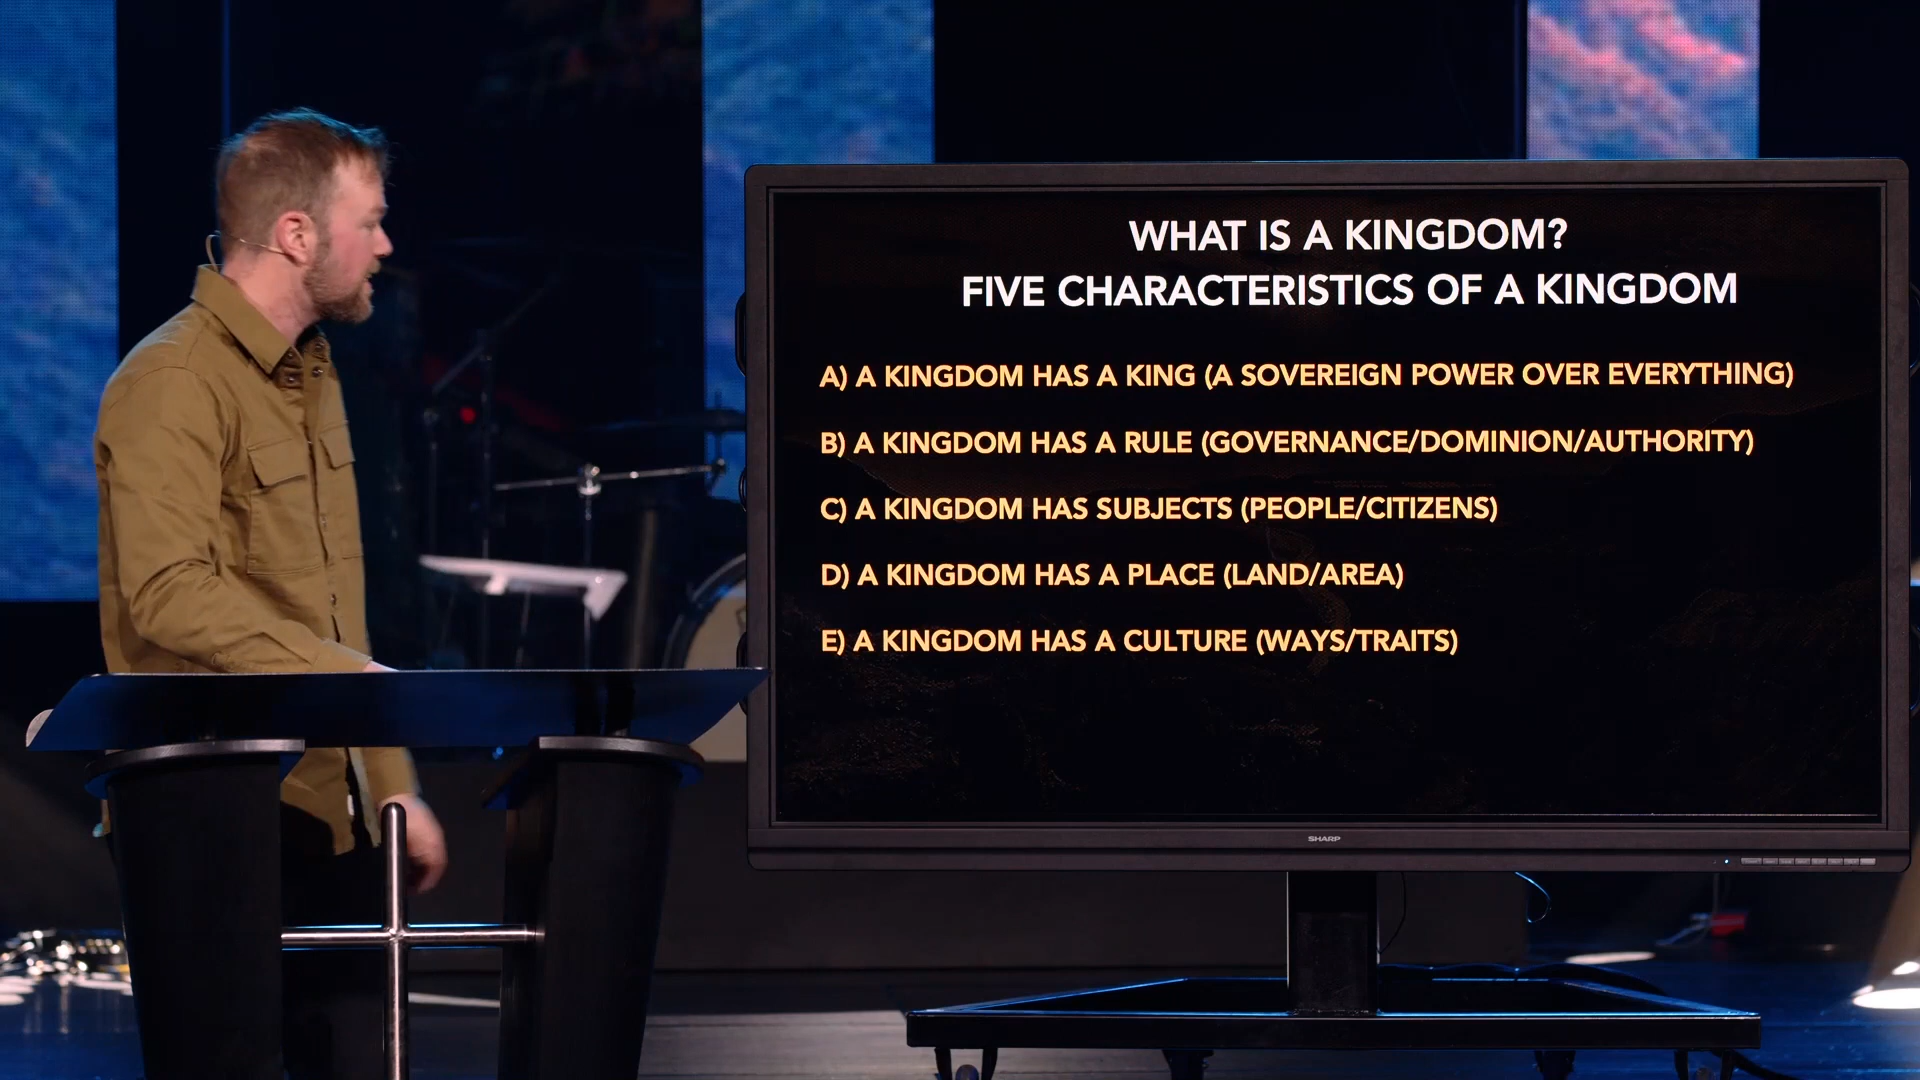 WHAT IS A KINGDOM?
FIVE CHARACTERISTICS OF A KINGDOM
A) A KINGDOM HAS A KING (A SOVEREIGN POWER OVER EVERYTHING)
B) A KINGDOM HAS A RULE (GOVERNANCE/DOMINION/AUTHORITY)
C) A KINGDOM HAS SUBJECTS (PEOPLE/CITIZENS)
D) A KINGDOM HAS A PLACE (LAND/AREA)
E) A KINGDOM HAS A CULTURE (WAYS/TRAITS)
SHARP